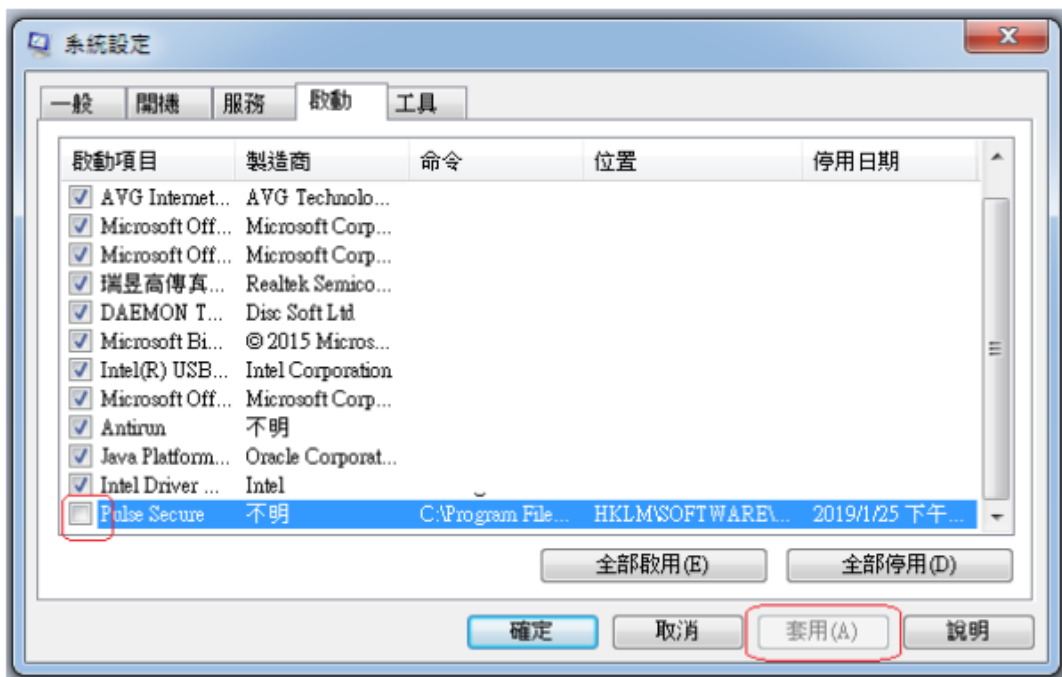 系統設定
一般 開機 服務 啟動 工具
啟動項目 製造商 命令 位置 停用日期
AVG Internet... AVG Technolo...
Microsoft Off... Microsoft Corp...
Microsoft Off... Microsoft Corp...
瑞昱高傳真... Realtek Semico...
DAEMON T... Disc Soft Ltd
Microsoft Bi... © 2015 Micros...
Intel(R) USB... Intel Corporation
Microsoft Off... Microsoft Corp...
Antirun 不明
Java Platform... Oracle Corporat...
Intel Driver ... Intel
Pulse Secure 不明 C:\Program File... HKLM\SOFTWARE\... 2019/1/25 下午...
全部啟用(E) 全部停用(D)
確定 取消 套用(A) 說明